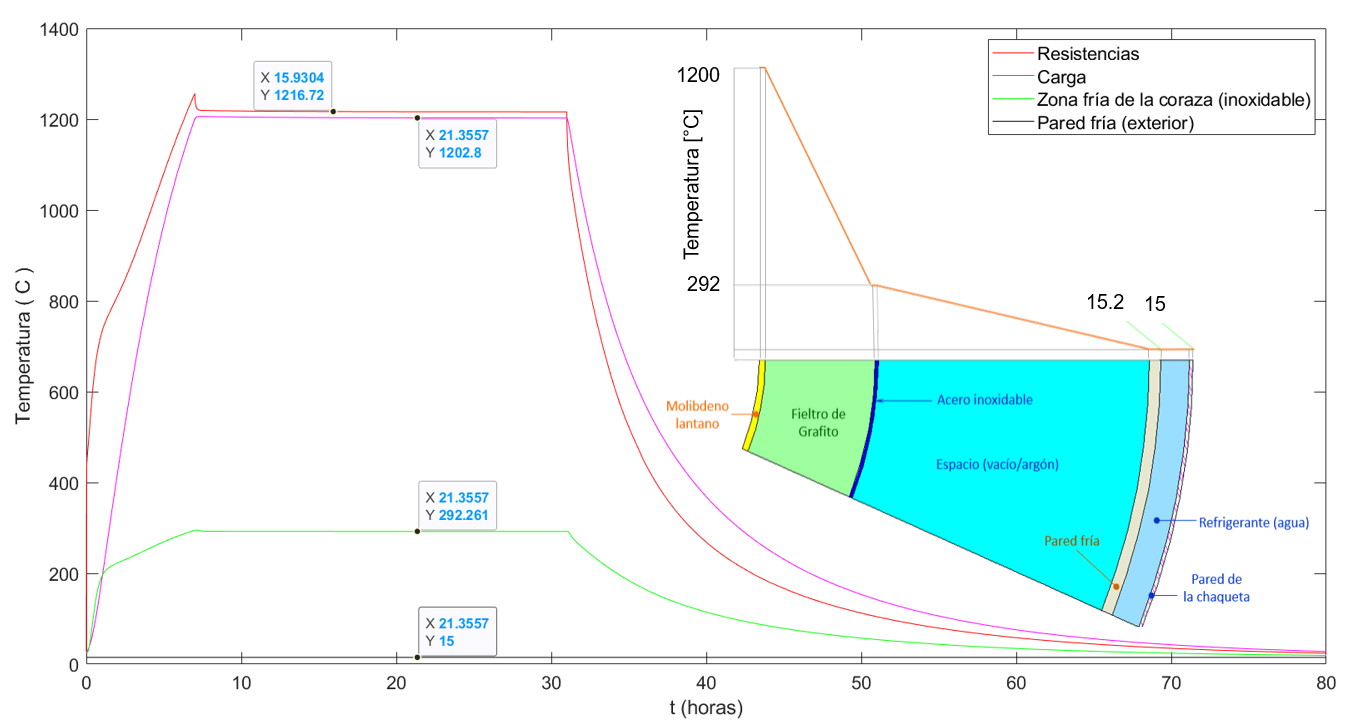 1400
1200
1000
800
600
400
200
0
Temperatura ( C )
0
10
20
30
40
50
60
70
80
t (horas)
X 15.9304
Y 1216.72
X 21.3557
Y 1202.8
X 21.3557
Y 292.261
X 21.3557
Y 15
Resistencias
Carga
Zona fría de la coraza (inoxidable)
Pared fría (exterior)
1200
Temperatura [°C]
292
15.2
15
Molibdeno
lantano
Fieltro de
Grafito
Acero inoxidable
Espacio (vacío/argón)
Pared fría
Refrigerante (agua)
Pared de
la chaqueta